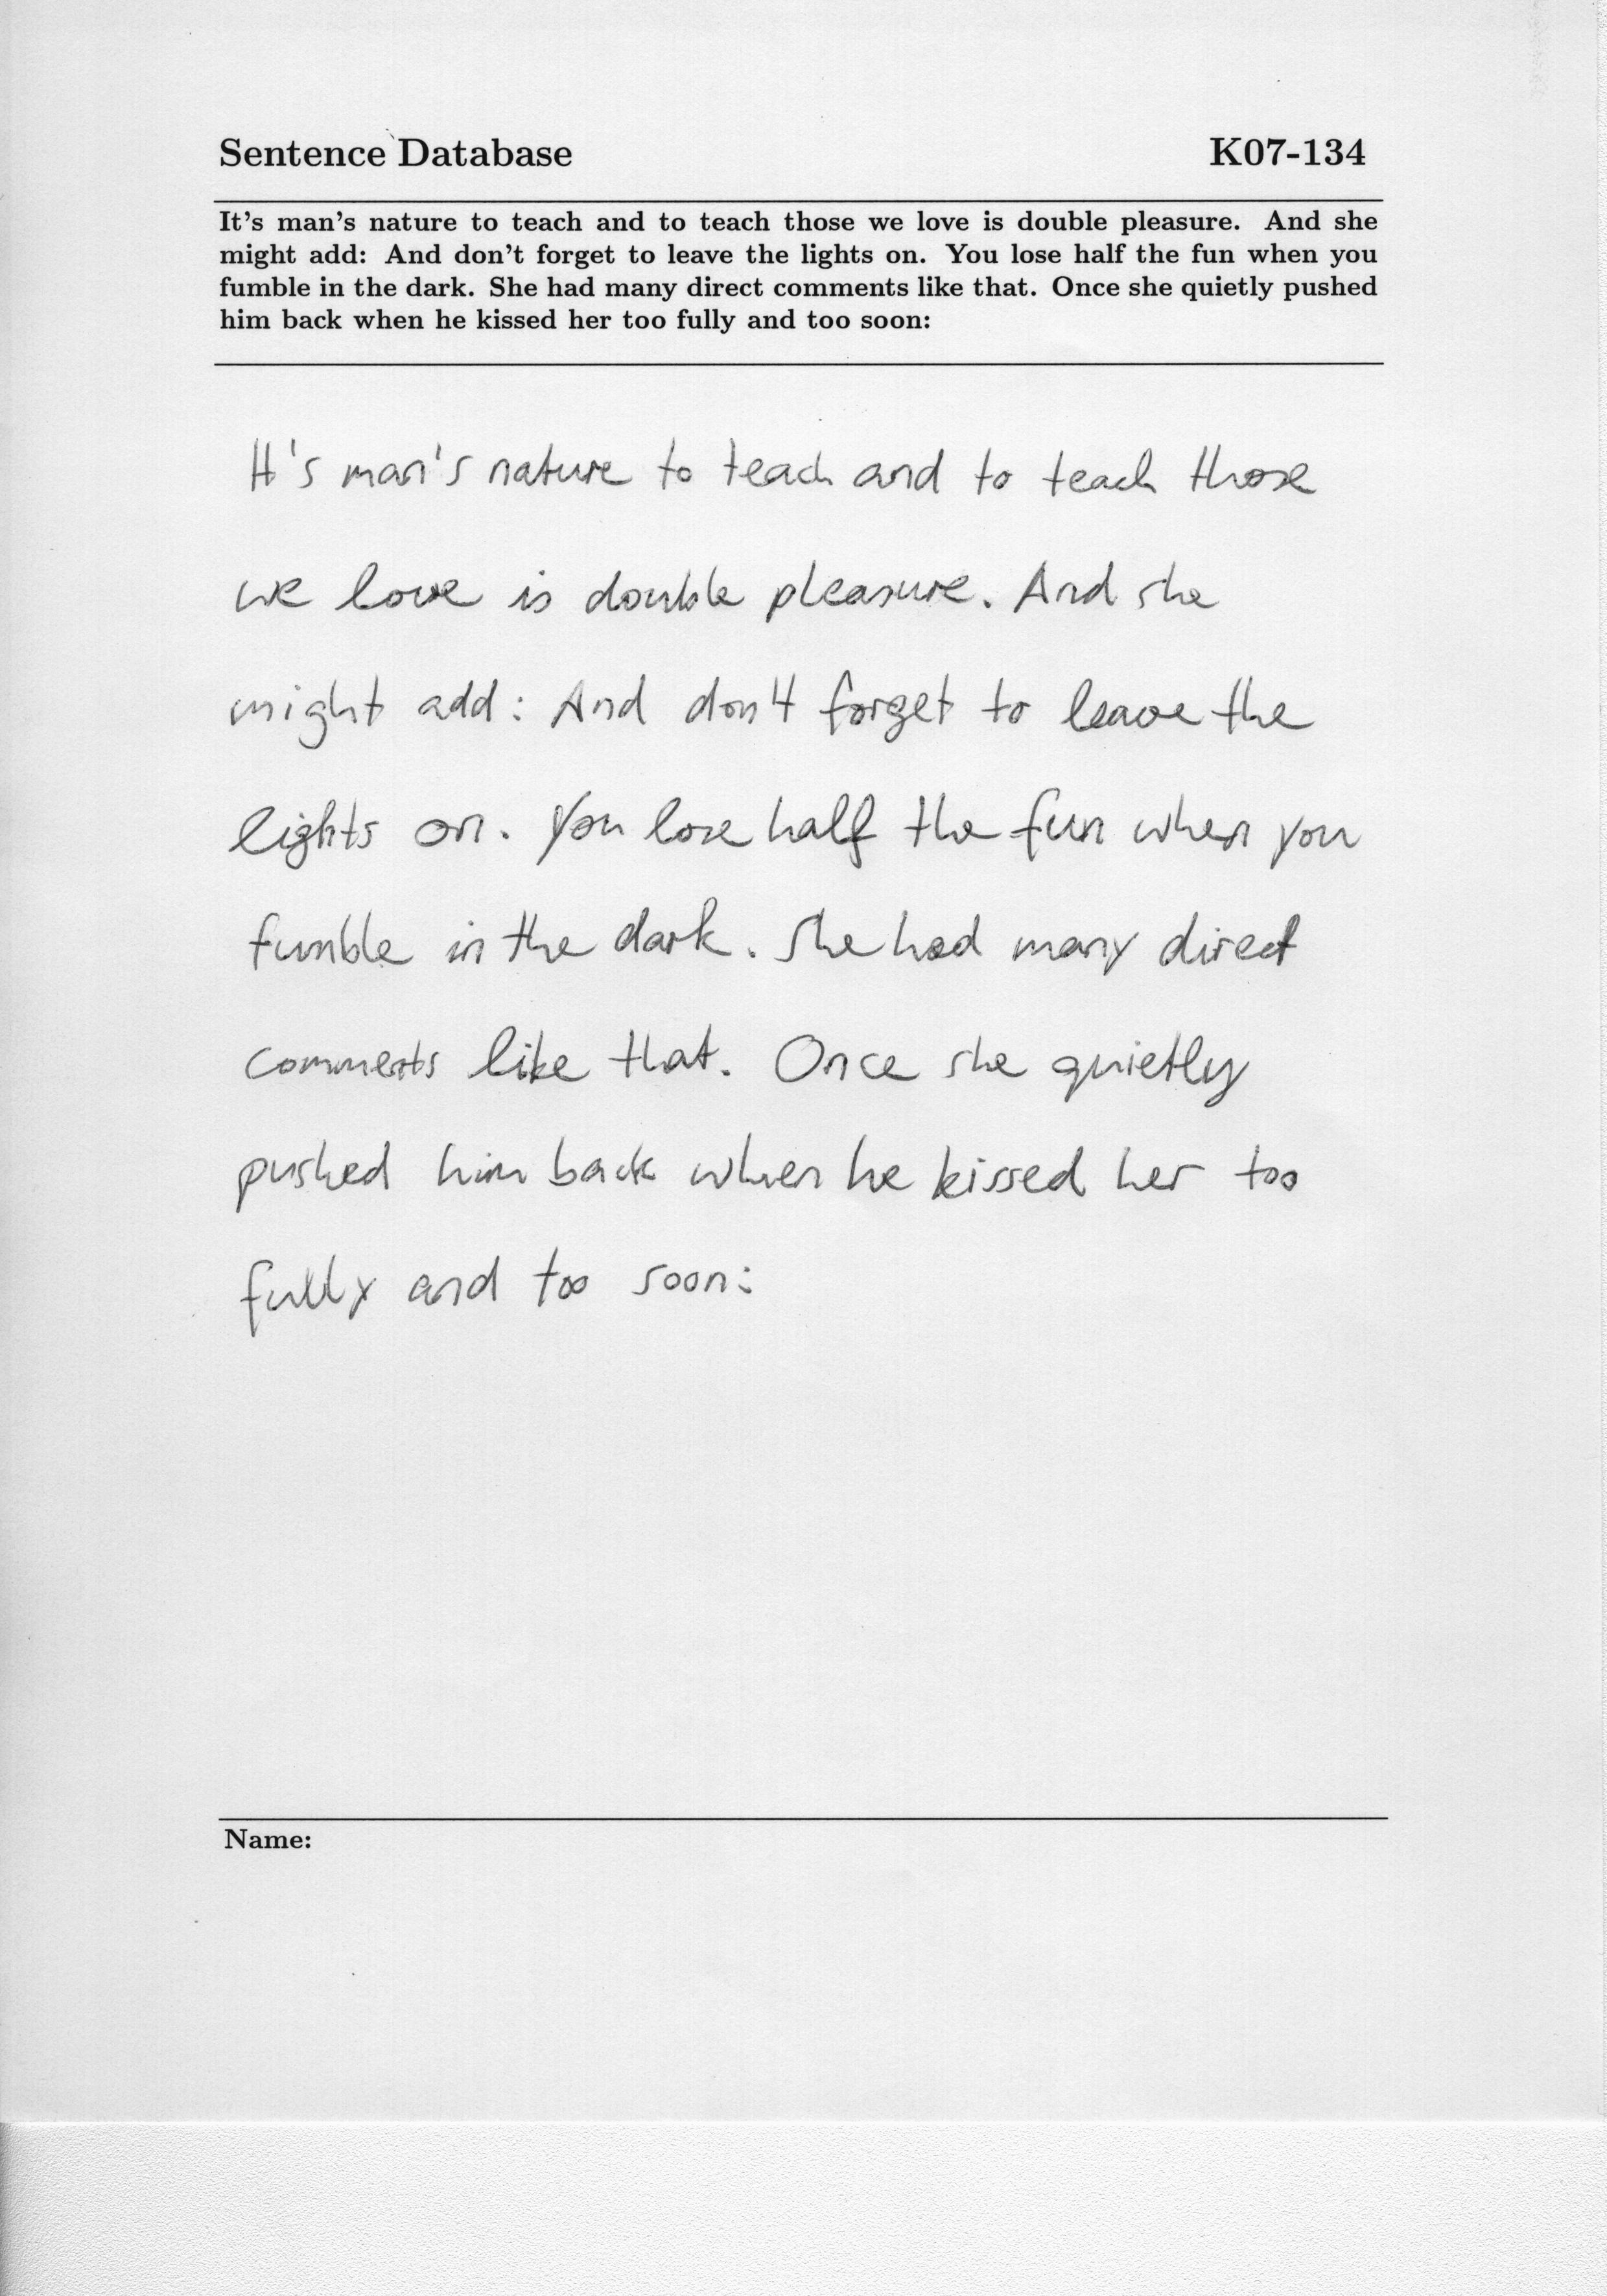 Sentence Database K07-134
It's man's nature to teach and to teach those we love is double pleasure. And she
might add: And don't forget to leave the lights on. You lose half the fun when you
fumble in the dark. She had many direct comments like that. Once she quietly pushed
him back when he kissed her too fully and too soon:
It's man's nature to teach and to teach those
we love is double pleasure. And she
might add: And don't forget to leave the
lights on. You lose half the fun when you
fumble in the dark. She had many direct
comments like that. Once she quietly
pushed him back when he kissed her too
fully and too soon:
Name: